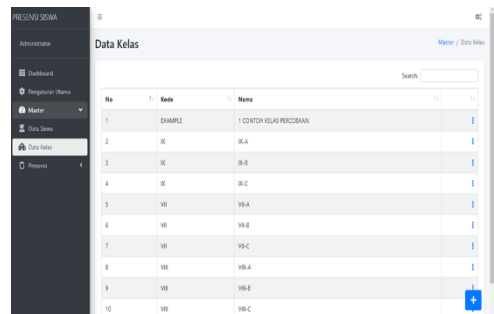 PRESENSI SISWA
Administrator
Dashboard
Pengaturan Utama
Master
Data Siswa
Data Kelas
Presensi
Data Kelas
Master / Data Kelas
Search:
No Kode Nama
1 EXAMPLE 1 CONTOH KELAS PERCOBAAN
2 IX IX-A
3 IX IX-B
4 IX IX-C
5 VII VII-A
6 VII VII-B
7 VII VII-C
8 VIII VIII-A
9 VIII VIII-B
10 VIII VIII-C